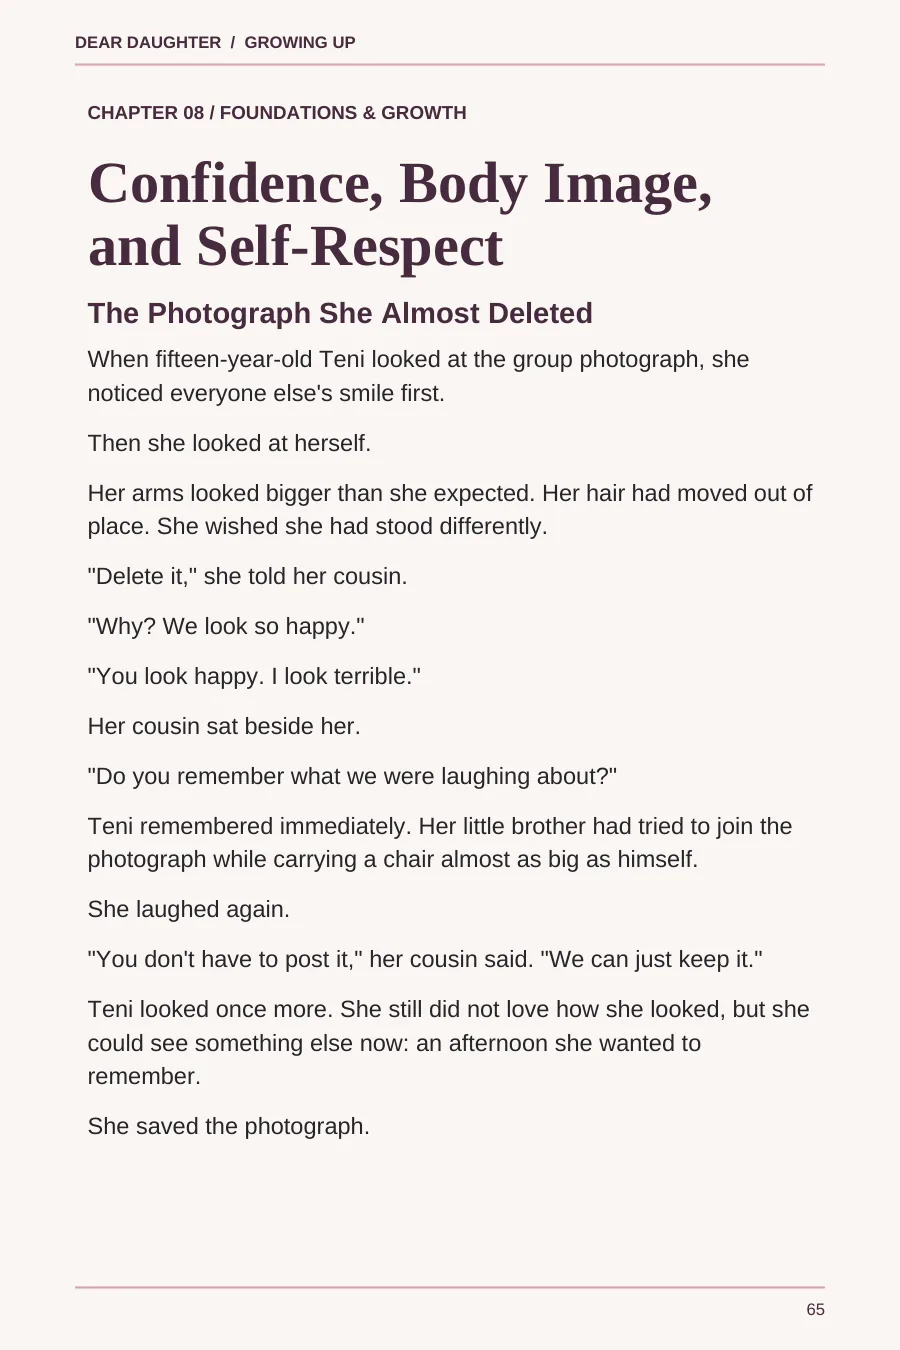 DEAR DAUGHTER / GROWING UP
CHAPTER 08 / FOUNDATIONS & GROWTH
Confidence, Body Image,
and Self-Respect
The Photograph She Almost Deleted
When fifteen-year-old Teni looked at the group photograph, she
noticed everyone else's smile first.
Then she looked at herself.
Her arms looked bigger than she expected. Her hair had moved out of
place. She wished she had stood differently.
"Delete it," she told her cousin.
"Why? We look so happy."
"You look happy. I look terrible."
Her cousin sat beside her.
"Do you remember what we were laughing about?"
Teni remembered immediately. Her little brother had tried to join the
photograph while carrying a chair almost as big as himself.
She laughed again.
"You don't have to post it," her cousin said. "We can just keep it."
Teni looked once more. She still did not love how she looked, but she
could see something else now: an afternoon she wanted to
remember.
She saved the photograph.
65